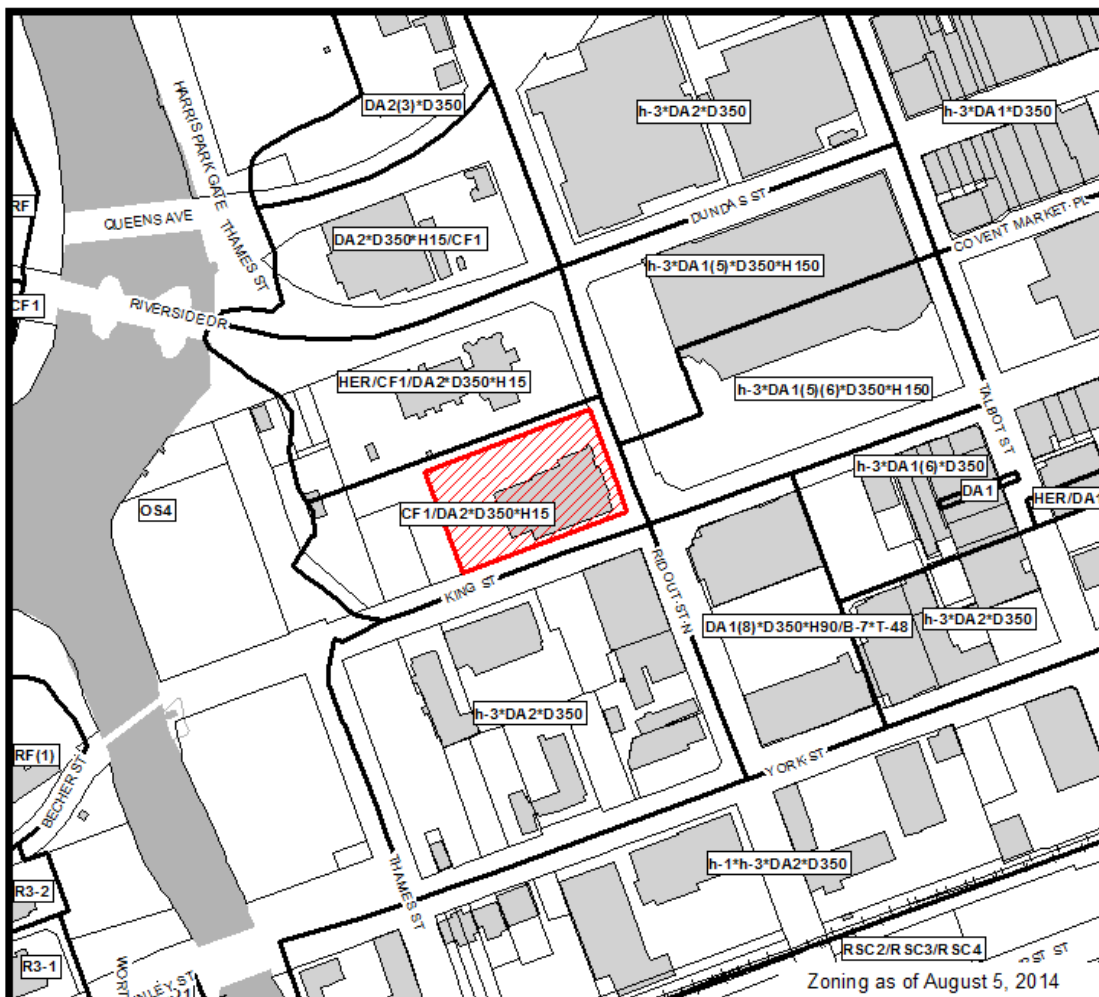 HARRIS PARK GATE
DA2(3)*D350
h-3*DA2*D350
h-3*DA1*D350
RF
QUEENS AVE
THAMES ST
DUNDAS ST
COVENT MARKET PL
DA2*D350*H15/CF1
h-3*DA1(5)*D350*H150
CF1
RIVERSIDE DR
HER/CF1/DA2*D350*H15
h-3*DA1(5)(6)*D350*H150
TALBOT ST
h-3*DA1(6)*D350
DA1
HER/DA1
OS4
CF1/DA2*D350*H15
KING ST
RIDOUT ST N
DA1(8)*D350*H90/B-7*T-48
h-3*DA2*D350
h-3*DA2*D350
RF(1)
BECHER ST
YORK ST
THAMES ST
h-1*h-3*DA2*D350
R3-2
R3-1
RSC2/RSC3/RSC4
ST
Zoning as of August 5, 2014